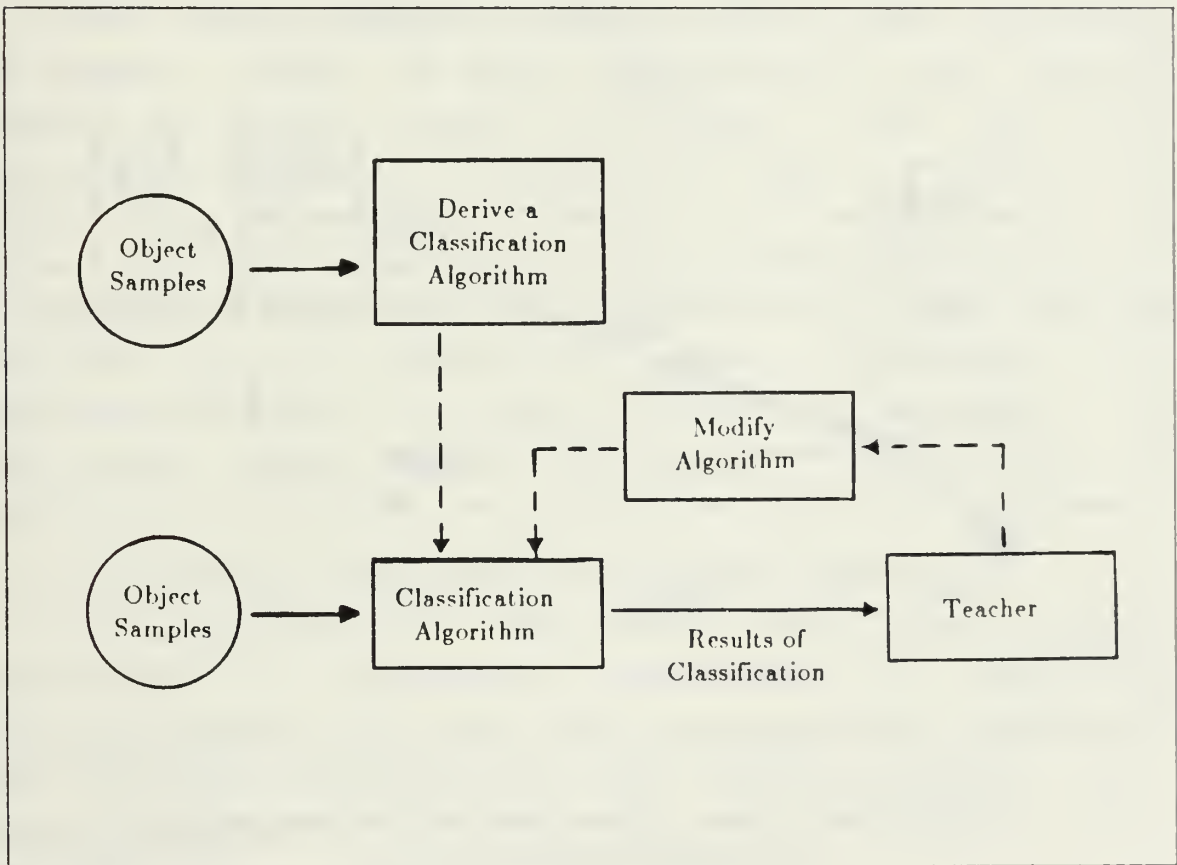 Object
Samples
Derive a
Classification
Algorithm
Modify
Algorithm
Object
Samples
Classification
Algorithm
Results of
Classification
Teacher